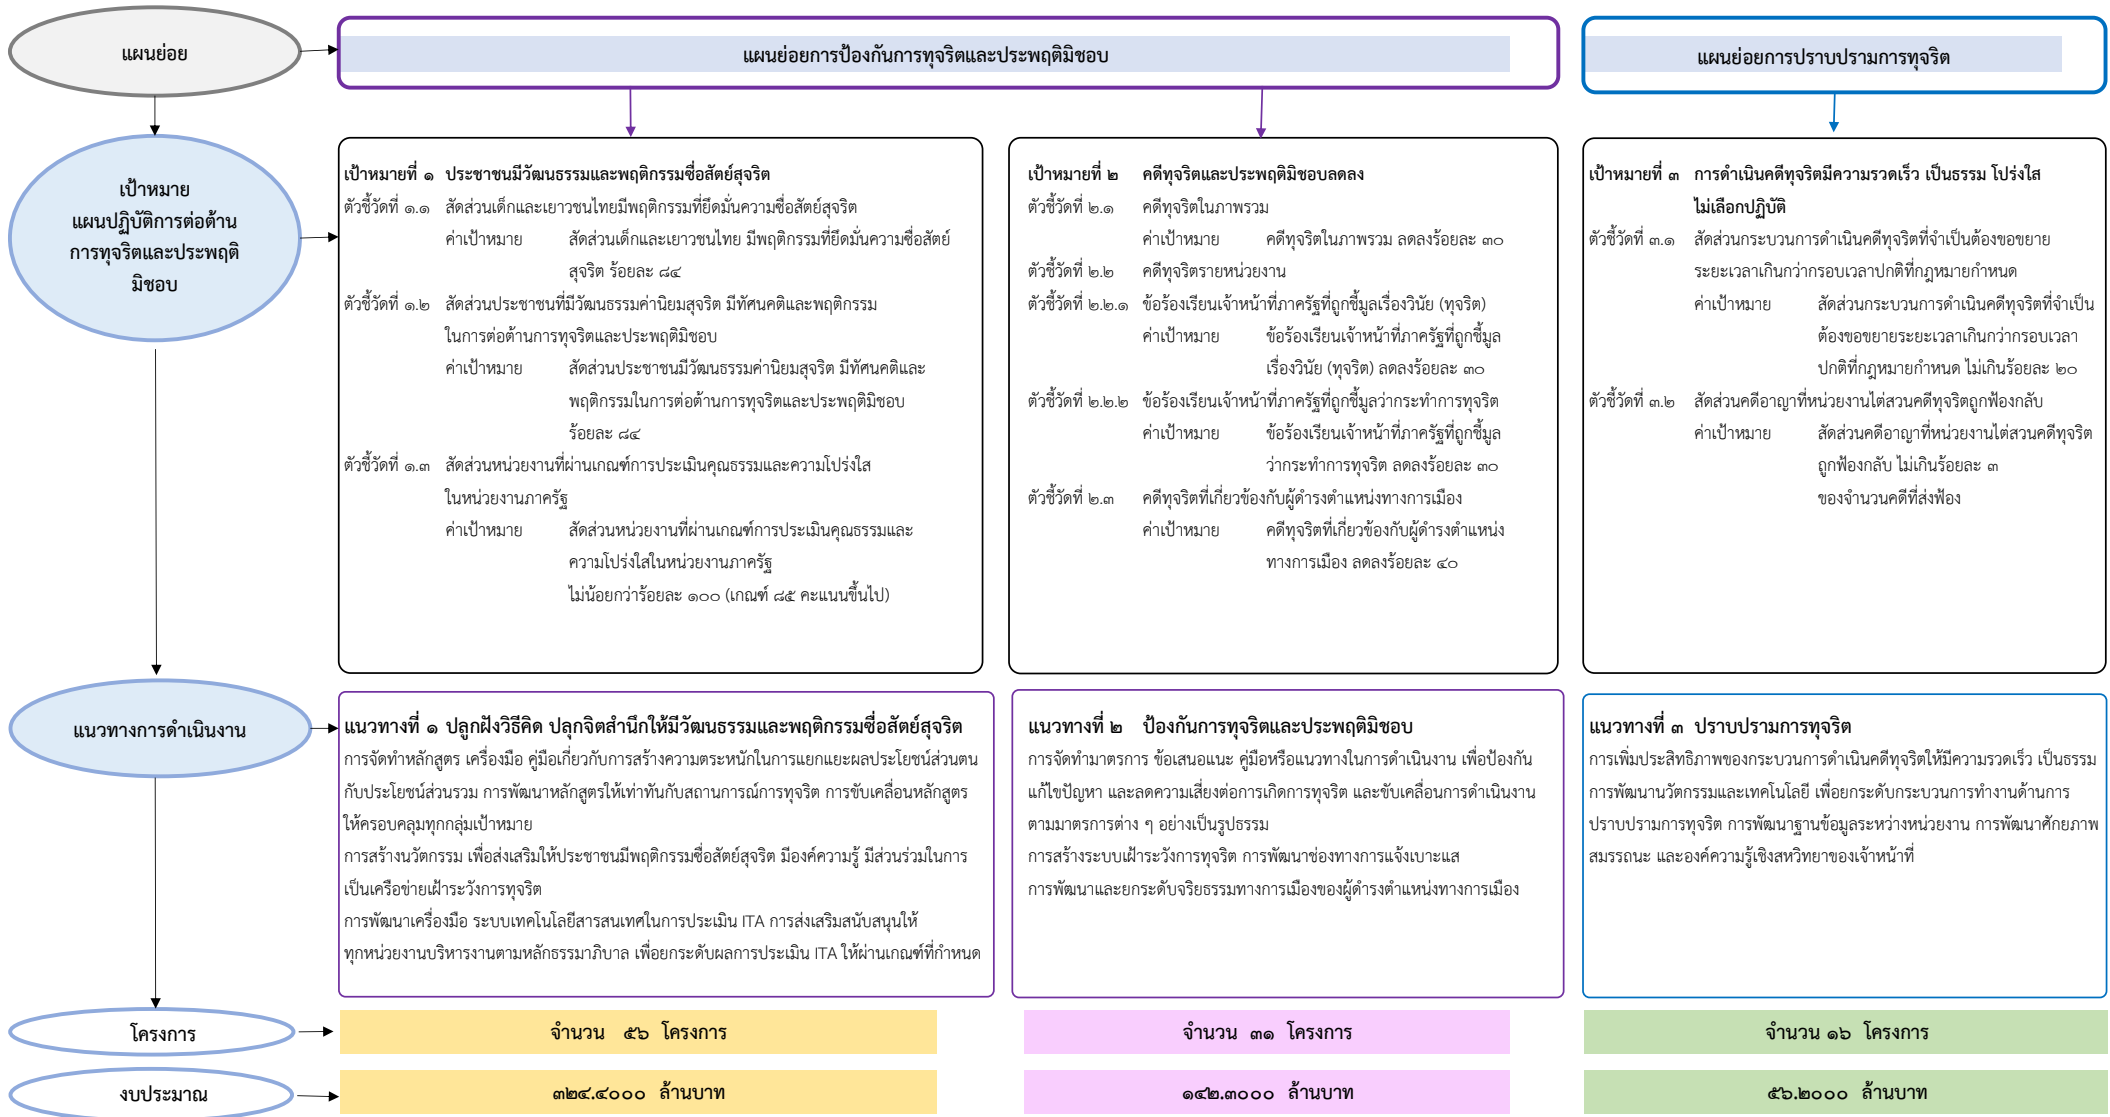 แผนย่อย
แผนย่อยการป้องกันการทุจริตและประพฤติมิชอบ
แผนย่อยการปราบปรามการทุจริต
เป้าหมาย
แผนปฏิบัติการต่อต้าน
การทุจริตและประพฤติ
มิชอบ
เป้าหมายที่ ๑ ประชาชนมีวัฒนธรรมและพฤติกรรมซื่อสัตย์สุจริต
ตัวชี้วัดที่ ๑.๑ สัดส่วนเด็กและเยาวชนไทยมีพฤติกรรมที่ยึดมั่นความซื่อสัตย์สุจริต
ค่าเป้าหมาย สัดส่วนเด็กและเยาวชนไทย มีพฤติกรรมที่ยึดมั่นความซื่อสัตย์
สุจริต ร้อยละ ๘๔
ตัวชี้วัดที่ ๑.๒ สัดส่วนประชาชนที่มีวัฒนธรรมค่านิยมสุจริต มีทัศนคติและพฤติกรรม
ในการต่อต้านการทุจริตและประพฤติมิชอบ
ค่าเป้าหมาย สัดส่วนประชาชนมีวัฒนธรรมค่านิยมสุจริต มีทัศนคติและ
พฤติกรรมในการต่อต้านการทุจริตและประพฤติมิชอบ
ร้อยละ ๘๔
ตัวชี้วัดที่ ๑.๓ สัดส่วนหน่วยงานที่ผ่านเกณฑ์การประเมินคุณธรรมและความโปร่งใส
ในหน่วยงานภาครัฐ
ค่าเป้าหมาย สัดส่วนหน่วยงานที่ผ่านเกณฑ์การประเมินคุณธรรมและ
ความโปร่งใสในหน่วยงานภาครัฐ
ไม่น้อยกว่าร้อยละ ๑๐๐ (เกณฑ์ ๘๕ คะแนนขึ้นไป)
เป้าหมายที่ ๒ คดีทุจริตและประพฤติมิชอบลดลง
ตัวชี้วัดที่ ๒.๑ คดีทุจริตในภาพรวม
ค่าเป้าหมาย คดีทุจริตในภาพรวม ลดลงร้อยละ ๓๐
ตัวชี้วัดที่ ๒.๒ คดีทุจริตรายหน่วยงาน
ตัวชี้วัดที่ ๒.๒.๑ ข้อร้องเรียนเจ้าหน้าที่ภาครัฐที่ถูกชี้มูลเรื่องวินัย (ทุจริต)
ค่าเป้าหมาย ข้อร้องเรียนเจ้าหน้าที่ภาครัฐที่ถูกชี้มูล
เรื่องวินัย (ทุจริต) ลดลงร้อยละ ๓๐
ตัวชี้วัดที่ ๒.๒.๒ ข้อร้องเรียนเจ้าหน้าที่ภาครัฐที่ถูกชี้มูลว่ากระทำการทุจริต
ค่าเป้าหมาย ข้อร้องเรียนเจ้าหน้าที่ภาครัฐที่ถูกชี้มูล
ว่ากระทำการทุจริต ลดลงร้อยละ ๓๐
ตัวชี้วัดที่ ๒.๓ คดีทุจริตที่เกี่ยวข้องกับผู้ดำรงตำแหน่งทางการเมือง
ค่าเป้าหมาย คดีทุจริตที่เกี่ยวข้องกับผู้ดำรงตำแหน่ง
ทางการเมือง ลดลงร้อยละ ๔๐
เป้าหมายที่ ๓ การดำเนินคดีทุจริตมีความรวดเร็ว เป็นธรรม โปร่งใส
ไม่เลือกปฏิบัติ
ตัวชี้วัดที่ ๓.๑ สัดส่วนกระบวนการดำเนินคดีทุจริตที่จำเป็นต้องขอขยาย
ระยะเวลาเกินกว่ากรอบเวลาปกติที่กฎหมายกำหนด
ค่าเป้าหมาย สัดส่วนกระบวนการดำเนินคดีทุจริตที่จำเป็น
ต้องขอขยายระยะเวลาเกินกว่ากรอบเวลา
ปกติที่กฎหมายกำหนด ไม่เกินร้อยละ ๒๐
ตัวชี้วัดที่ ๓.๒ สัดส่วนคดีอาญาที่หน่วยงานไต่สวนคดีทุจริตถูกฟ้องกลับ
ค่าเป้าหมาย สัดส่วนคดีอาญาที่หน่วยงานไต่สวนคดีทุจริต
ถูกฟ้องกลับ ไม่เกินร้อยละ ๓
ของจำนวนคดีที่ส่งฟ้อง
แนวทางการดำเนินงาน
แนวทางที่ ๑ ปลูกฝังวิธีคิด ปลุกจิตสำนึกให้มีวัฒนธรรมและพฤติกรรมซื่อสัตย์สุจริต
การจัดทำหลักสูตร เครื่องมือ คู่มือเกี่ยวกับการสร้างความตระหนักในการแยกแยะผลประโยชน์ส่วนตน
กับประโยชน์ส่วนรวม การพัฒนาหลักสูตรให้เท่าทันกับสถานการณ์การทุจริต การขับเคลื่อนหลักสูตร
ให้ครอบคลุมทุกกลุ่มเป้าหมาย
การสร้างนวัตกรรม เพื่อส่งเสริมให้ประชาชนมีพฤติกรรมซื่อสัตย์สุจริต มีองค์ความรู้ มีส่วนร่วมในการ
เป็นเครือข่ายเฝ้าระวังการทุจริต
การพัฒนาเครื่องมือ ระบบเทคโนโลยีสารสนเทศในการประเมิน ITA การส่งเสริมสนับสนุนให้
ทุกหน่วยงานบริหารงานตามหลักธรรมาภิบาล เพื่อยกระดับผลการประเมิน ITA ให้ผ่านเกณฑ์ที่กำหนด
แนวทางที่ ๒ ป้องกันการทุจริตและประพฤติมิชอบ
การจัดทำมาตรการ ข้อเสนอแนะ คู่มือหรือแนวทางในการดำเนินงาน เพื่อป้องกัน
แก้ไขปัญหา และลดความเสี่ยงต่อการเกิดการทุจริต และขับเคลื่อนการดำเนินงาน
ตามมาตรการต่าง ๆ อย่างเป็นรูปธรรม
การสร้างระบบเฝ้าระวังการทุจริต การพัฒนาช่องทางการแจ้งเบาะแส
การพัฒนาและยกระดับจริยธรรมทางการเมืองของผู้ดำรงตำแหน่งทางการเมือง
แนวทางที่ ๓ ปราบปรามการทุจริต
การเพิ่มประสิทธิภาพของกระบวนการดำเนินคดีทุจริตให้มีความรวดเร็ว เป็นธรรม
การพัฒนานวัตกรรมและเทคโนโลยี เพื่อยกระดับกระบวนการทำงานด้านการ
ปราบปรามการทุจริต การพัฒนาฐานข้อมูลระหว่างหน่วยงาน การพัฒนาศักยภาพ
สมรรถนะ และองค์ความรู้เชิงสหวิทยาของเจ้าหน้าที่
โครงการ
จำนวน ๕๖ โครงการ
จำนวน ๓๑ โครงการ
จำนวน ๑๖ โครงการ
งบประมาณ
๓๒๔.๔๐๐๐ ล้านบาท
๑๔๒.๓๐๐๐ ล้านบาท
๕๖.๒๐๐๐ ล้านบาท